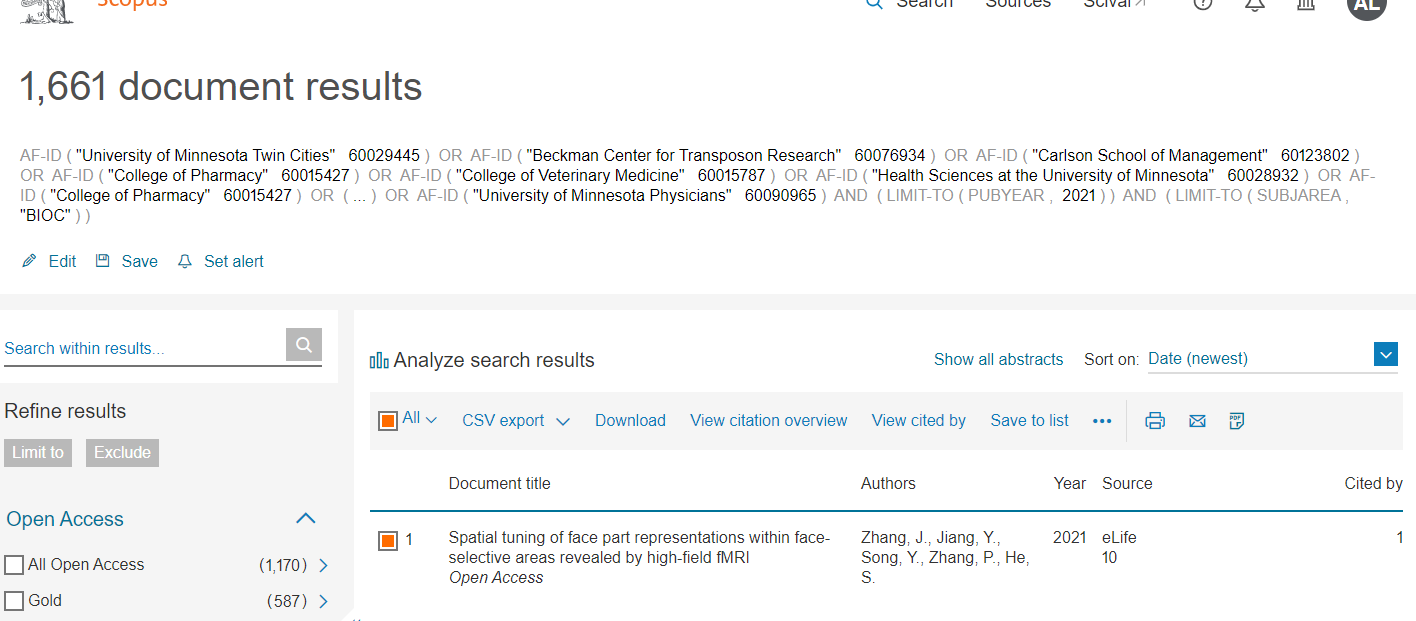 Scopus
Search Sources SciVal ↗ AL
1,661 document results
AF-ID ( "University of Minnesota Twin Cities" 60029445 ) OR AF-ID ( "Beckman Center for Transposon Research" 60076934 ) OR AF-ID ( "Carlson School of Management" 60123802 )
OR AF-ID ( "College of Pharmacy" 60015427 ) OR AF-ID ( "College of Veterinary Medicine" 60015787 ) OR AF-ID ( "Health Sciences at the University of Minnesota" 60028932 ) OR AF-
ID ( "College of Pharmacy" 60015427 ) OR ( ... ) OR AF-ID ( "University of Minnesota Physicians" 60090965 ) AND ( LIMIT-TO ( PUBYEAR , 2021 ) ) AND ( LIMIT-TO ( SUBJAREA ,
"BIOC" ) )
Edit Save Set alert
Search within results...
Analyze search results
Show all abstracts Sort on: Date (newest)
Refine results
Limit to Exclude
All CSV export Download View citation overview View cited by Save to list ••• PDF
Document title Authors Year Source Cited by
Open Access
All Open Access (1,170)
Gold (587)
1 Spatial tuning of face part representations within face- Zhang, J., Jiang, Y., 2021 eLife 1
selective areas revealed by high-field fMRI Song, Y., Zhang, P., He, 10
Open Access S.